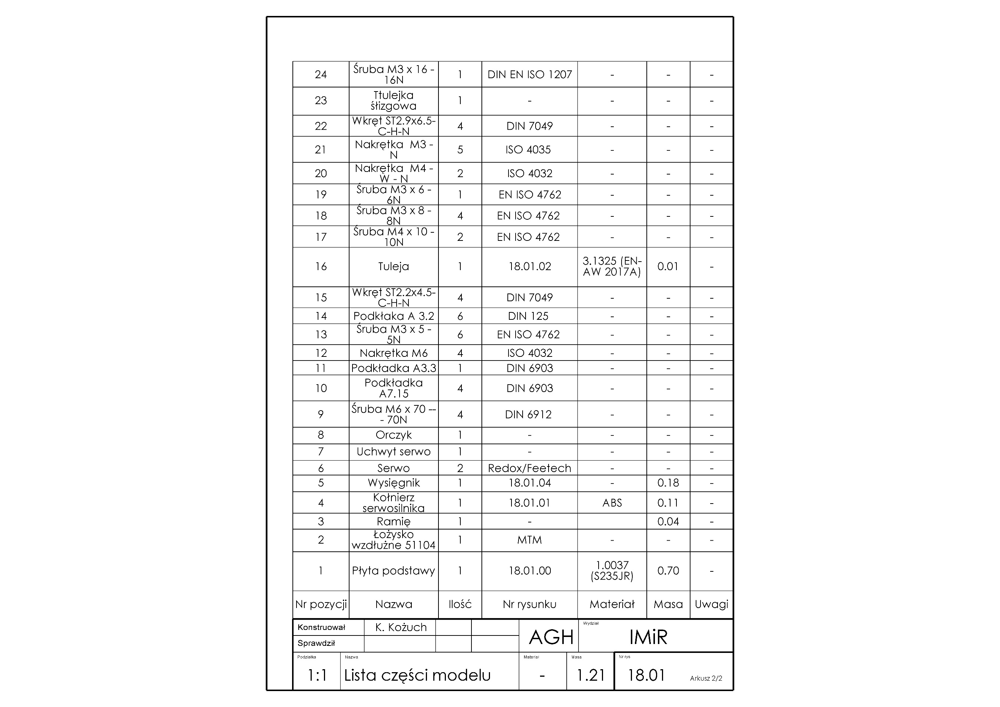 24 Śruba M3 x 16 - 16N 1 DIN EN ISO 1207 - - -
23 Ttulejka śłizgowa 1 - - - -
22 Wkręt ST2.9x6.5-C-H-N 4 DIN 7049 - - -
21 Nakrętka M3 - N 5 ISO 4035 - - -
20 Nakrętka M4 - W - N 2 ISO 4032 - - -
19 Śruba M3 x 6 - 6N 1 EN ISO 4762 - - -
18 Śruba M3 x 8 - 8N 4 EN ISO 4762 - - -
17 Śruba M4 x 10 - 10N 2 EN ISO 4762 - - -
16 Tuleja 1 18.01.02 3.1325 (EN-AW 2017A) 0.01 -
15 Wkręt ST2.2x4.5-C-H-N 4 DIN 7049 - - -
14 Podkłaka A 3.2 6 DIN 125 - - -
13 Śruba M3 x 5 - 5N 6 EN ISO 4762 - - -
12 Nakrętka M6 4 ISO 4032 - - -
11 Podkładka A3.3 1 DIN 6903 - - -
10 Podkładka A7.15 4 DIN 6903 - - -
9 Śruba M6 x 70 -- - 70N 4 DIN 6912 - - -
8 Orczyk 1 - - - -
7 Uchwyt serwo 1 - - - -
6 Serwo 2 Redox/Feetech - - -
5 Wysięgnik 1 18.01.04 - 0.18 -
4 Kołnierz serwosilnika 1 18.01.01 ABS 0.11 -
3 Ramię 1 - 0.04 -
2 Łożysko wzdłużne 51104 1 MTM - - -
1 Płyta podstawy 1 18.01.00 1.0037 (S235JR) 0.70 -
Nr pozycji Nazwa Ilość Nr rysunku Materiał Masa Uwagi
Konstruował K. Kożuch
Sprawdził
AGH
Wydział
IMiR
Podziałka Nazwa Materiał Masa Nr rys
1:1 Lista części modelu - 1.21 18.01 Arkusz 2/2